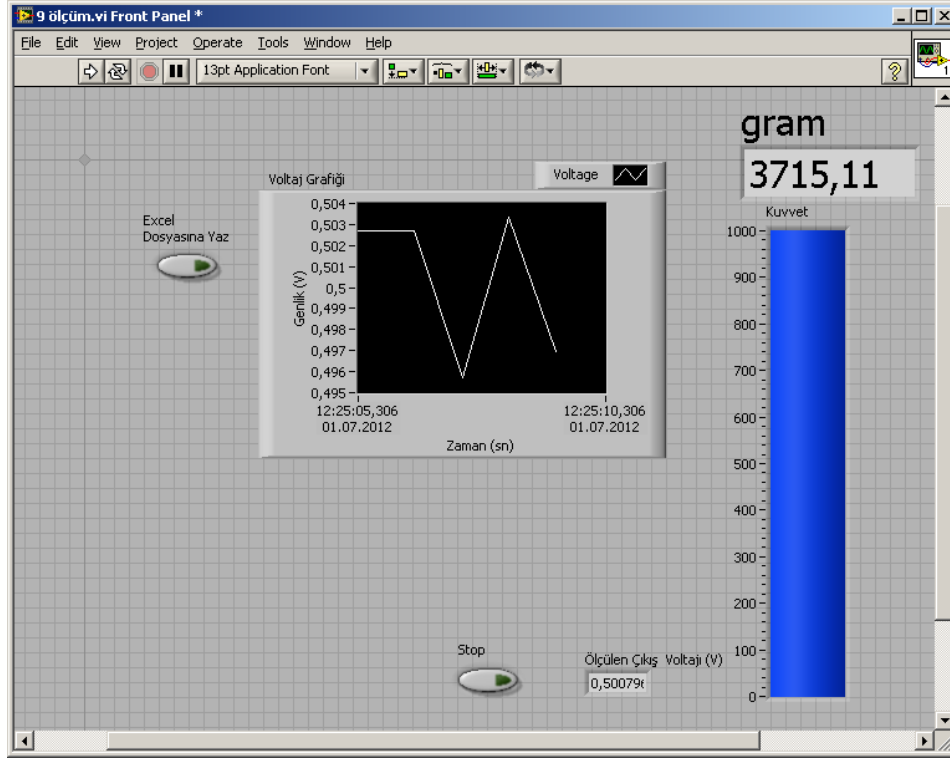 9 ölçüm.vi Front Panel *
File Edit View Project Operate Tools Window Help
13pt Application Font
?
1
gram
3715,11
Voltaj Grafiği
Voltage
Excel
Dosyasına Yaz
Kuvvet
Genlik (V)
0,504
0,503
0,502
0,501
0,5
0,499
0,498
0,497
0,496
0,495
12:25:05,306
01.07.2012
12:25:10,306
01.07.2012
Zaman (sn)
1000
900
800
700
600
500
400
300
200
100
0
Stop
Ölçülen Çıkış Voltajı (V)